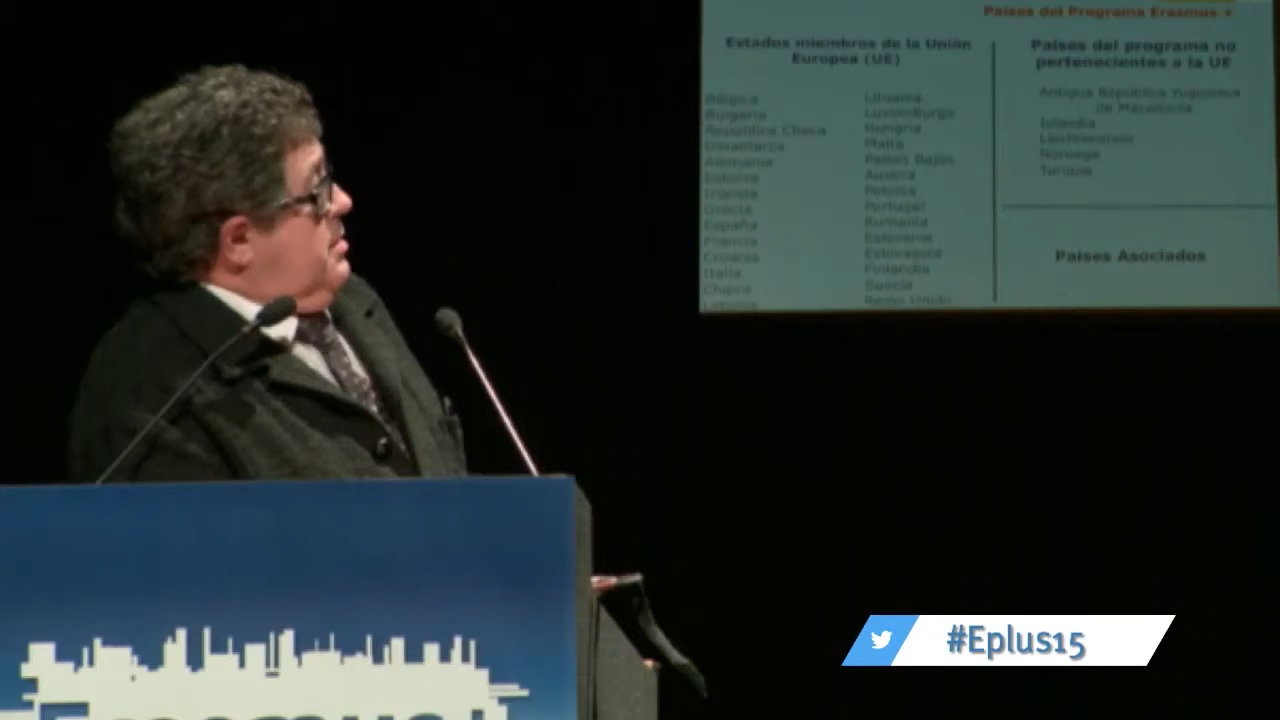 Países del Programa Erasmus +
Estados miembros de la Unión
Europea (UE)
Bélgica
Bulgaria
República Checa
Dinamarca
Alemania
Estonia
Irlanda
Grecia
España
Francia
Croacia
Italia
Chipre
Letonia
Lituania
Luxemburgo
Hungría
Malta
Países Bajos
Austria
Polonia
Portugal
Rumanía
Eslovenia
Eslovaquia
Finlandia
Suecia
Reino Unido
Países del programa no
pertenecientes a la UE
Antigua República Yugoslava
de Macedonia
Islandia
Liechtenstein
Noruega
Turquía
Países Asociados
#Eplus15